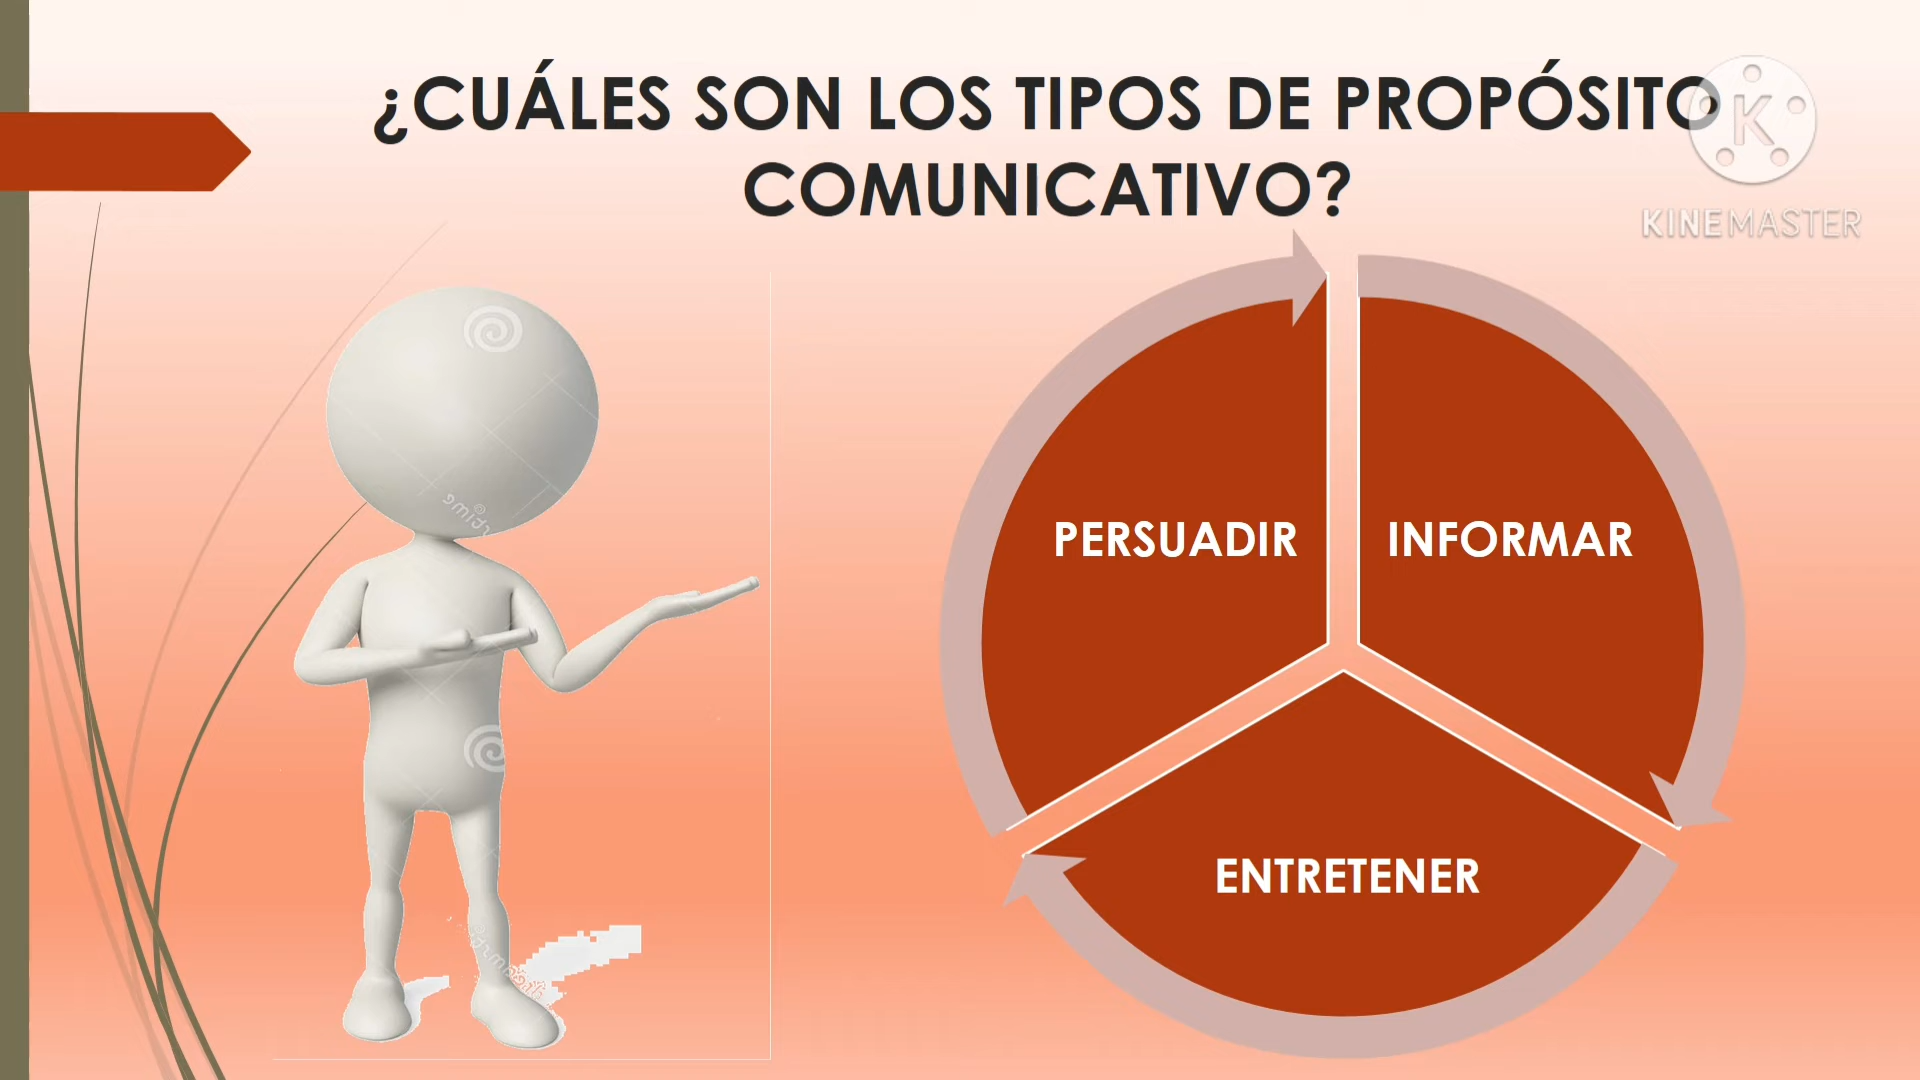 ¿CUÁLES SON LOS TIPOS DE PROPÓSITO
COMUNICATIVO?
K
KINEMASTER
PERSUADIR
INFORMAR
ENTRETENER